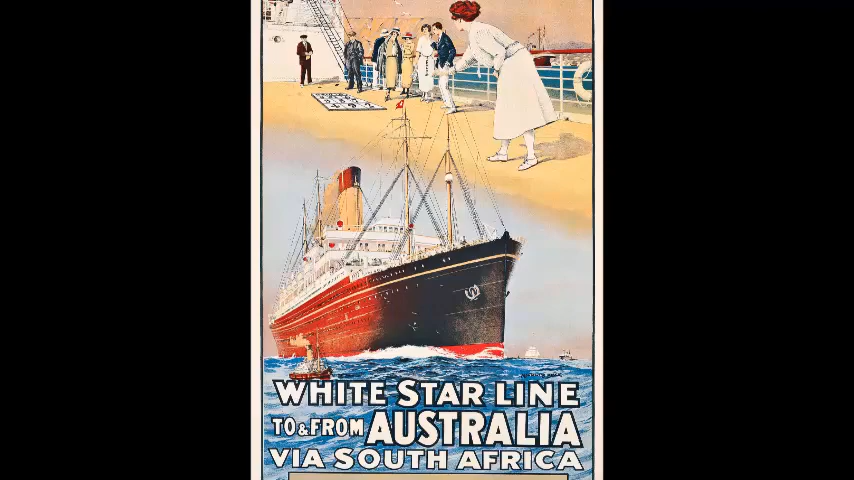 WHITE STAR LINE
TO & FROM AUSTRALIA
VIA SOUTH AFRICA